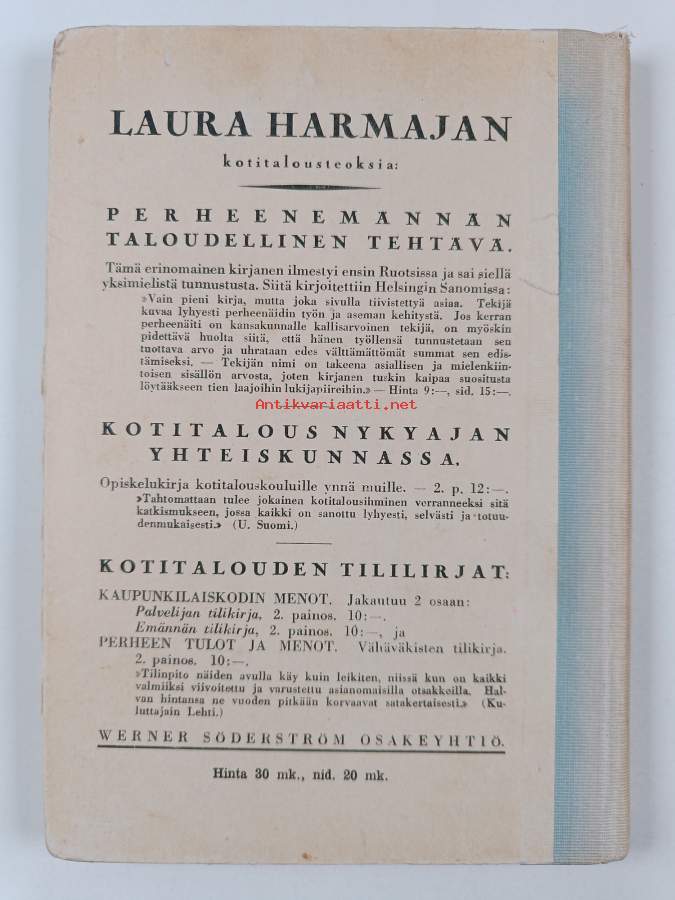 LAURA HARMAJAN
kotitalousteoksia:
PERHEENEMÄNNÄN
TALOUDELLINEN TEHTÄVÄ.
Tämä erinomainen kirjanen ilmestyi ensin Ruotsissa ja sai siellä
yksimielistä tunnustusta. Siitä kirjoitettiin Helsingin Sanomissa:
»Vain pieni kirja, mutta joka sivulla tiivistettyä asiaa. Tekijä
kuvaa lyhyesti perheenäidin työn ja aseman kehitystä. Jos kerran
perheenäiti on kansakunnalle kallisarvoinen tekijä, on myöskin
pidettävä huolta siitä, että hänen työllensä tunnustetaan sen
tuottava arvo ja uhrataan edes välttämättömät summat sen edis-
tämiseksi. — Tekijän nimi on takeena asiallisen ja mielenkiin-
toisen sisällön arvosta, joten kirjanen tuskin kaipaa suositusta
löytääkseen tien laajoihin lukijapiireihin.» — Hinta 9:—, sid. 15:—.
Antikvariaatti.net
KOTITALOUS NYKYAJAN
YHTEISKUNNASSA.
Opiskelukirja kotitalouskouluille ynnä muille. — 2. p. 12:—.
»Tahtomattaan tulee jokainen kotitalousihminen verranneeksi sitä
katkismukseen, jossa kaikki on sanottu lyhyesti, selvästi ja totuu-
denmukaisesti.» (U. Suomi.)
KOTITALOUDEN TILILIRJAT:
KAUPUNKILAISKODIN MENOT. Jakautuu 2 osaan:
Palvelijan tilikirja, 2. painos. 10:—.
Emännän tilikirja, 2. painos. 10:—, ja
PERHEEN TULOT JA MENOT. Vähäväkisten tilikirja.
2. painos. 10:—.
»Tilinpito näiden avulla käy kuin leikiten, niissä kun on kaikki
valmiiksi viivoitettu ja varustettu asianomaisilla otsakkeilla. Hal-
van hintansa ne vuoden pitkään korvaavat satakertaisesti.» (Ku-
luttajain Lehti.)
WERNER SÖDERSTRÖM OSAKEYHTIÖ.
Hinta 30 mk., nid. 20 mk.